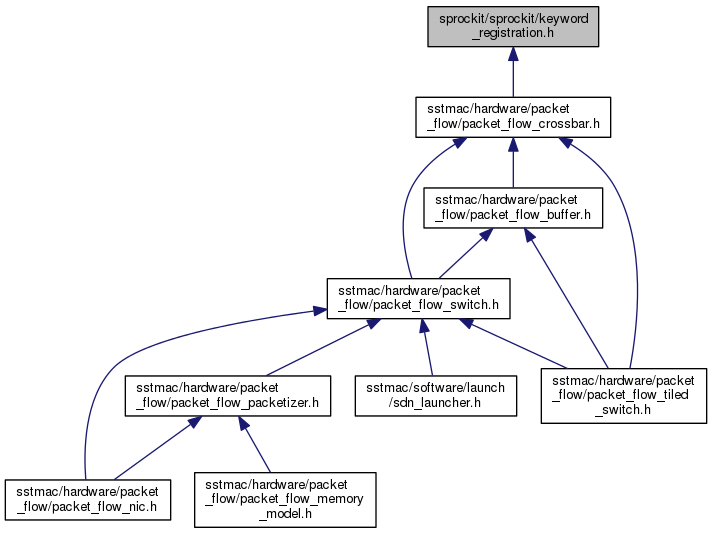 sprockit/sprockit/keyword
_registration.h
sstmac/hardware/packet
_flow/packet_flow_crossbar.h
sstmac/hardware/packet
_flow/packet_flow_buffer.h
sstmac/hardware/packet
_flow/packet_flow_switch.h
sstmac/hardware/packet
_flow/packet_flow_packetizer.h
sstmac/software/launch
/sdn_launcher.h
sstmac/hardware/packet
_flow/packet_flow_tiled
_switch.h
sstmac/hardware/packet
_flow/packet_flow_nic.h
sstmac/hardware/packet
_flow/packet_flow_memory
_model.h